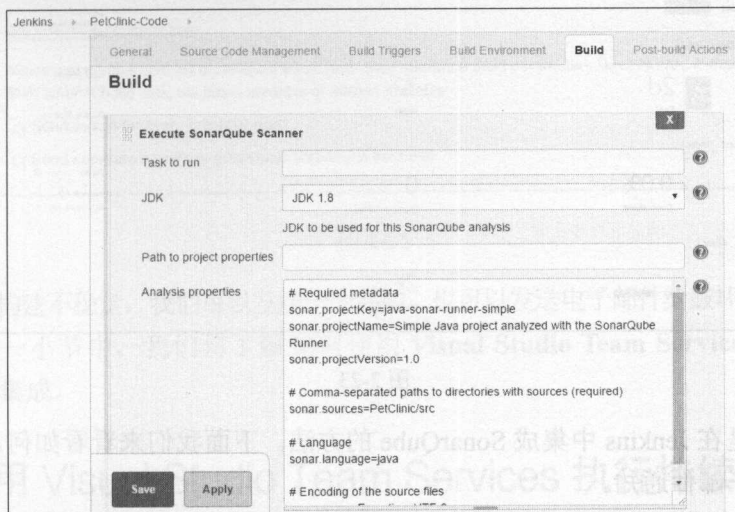 Jenkins PetClinic-Code
General Source Code Management Build Triggers Build Environment Build Post-build Actions
Build
Execute SonarQube Scanner
X
Task to run
JDK
JDK 1.8
JDK to be used for this SonarQube analysis
Path to project properties
Analysis properties
# Required metadata
sonar.projectKey=java-sonar-runner-simple
sonar.projectName=Simple Java project analyzed with the SonarQube
Runner
sonar.projectVersion=1.0
# Comma-separated paths to directories with sources (required)
sonar.sources=PetClinic/src
# Language
sonar.language=java
# Encoding of the source files
Save Apply